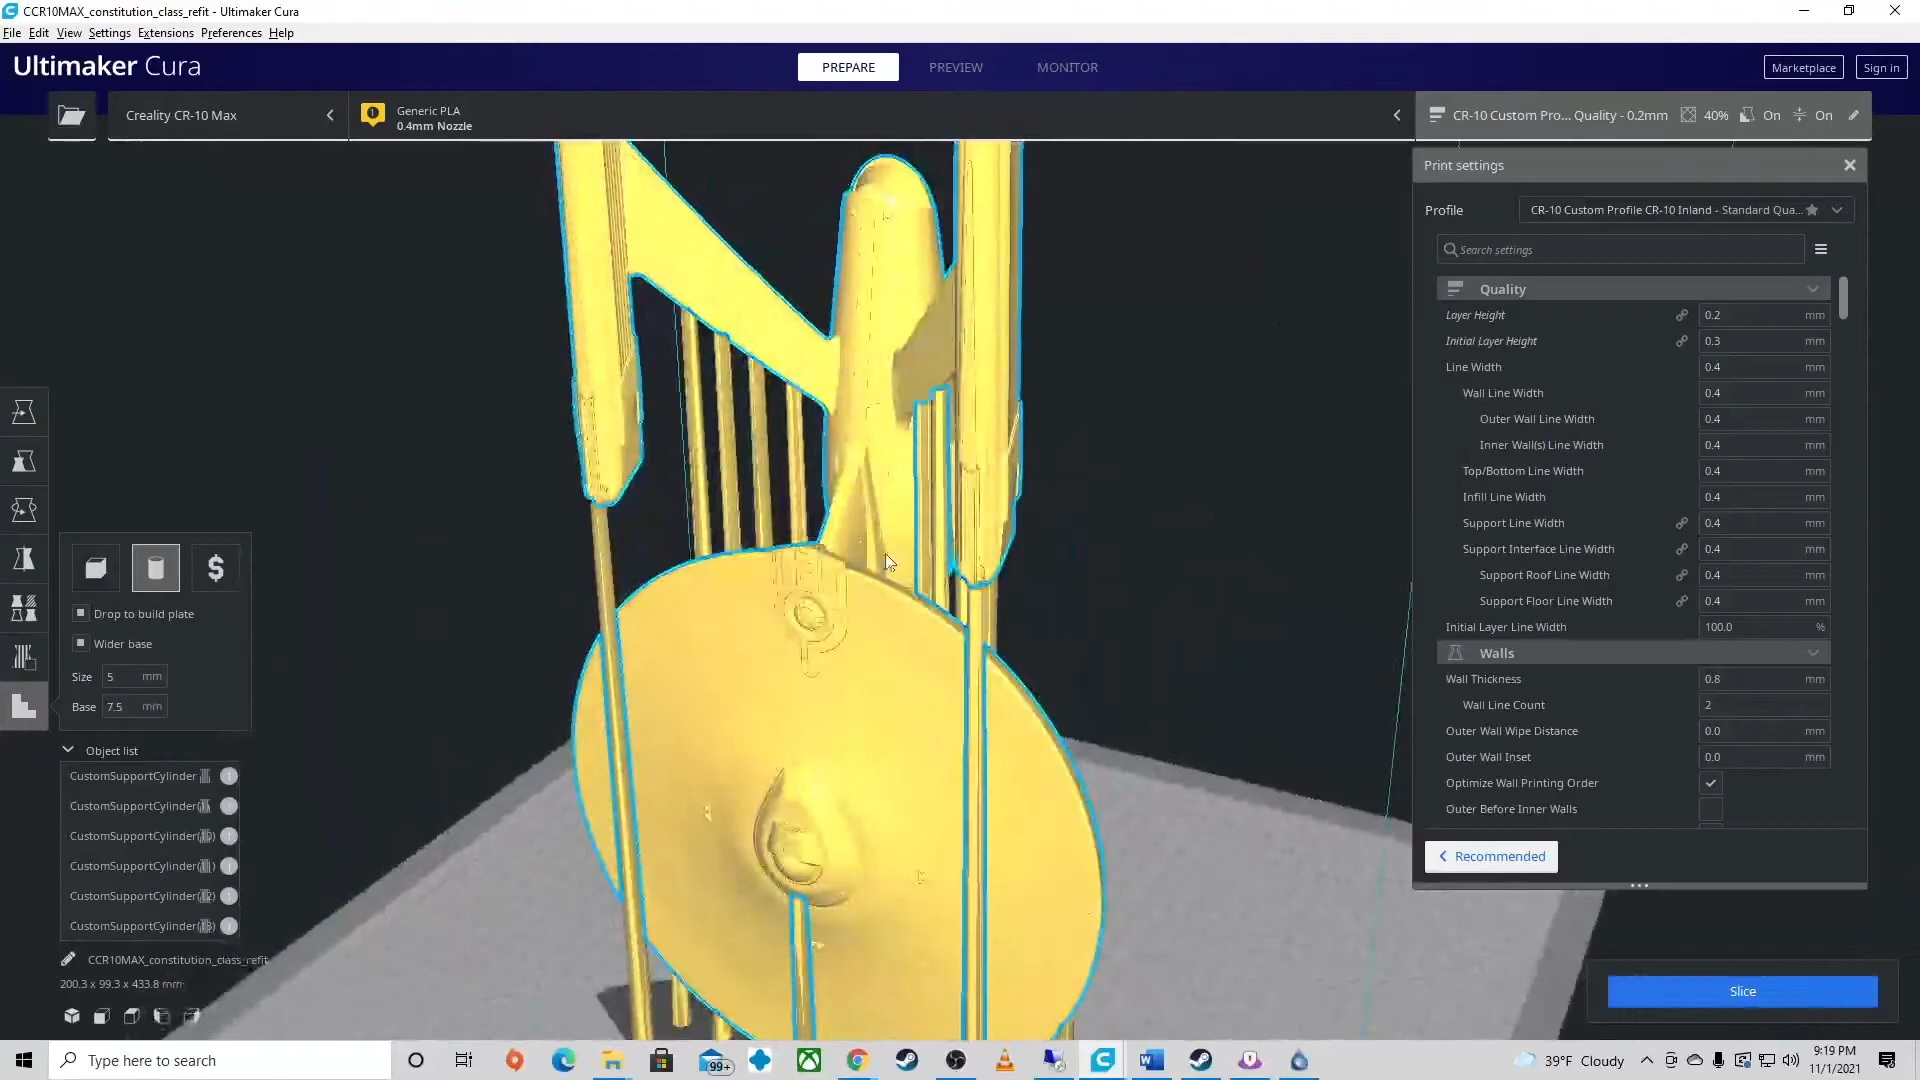 CCR10MAX_constitution_class_refit - Ultimaker Cura
File Edit View Settings Extensions Preferences Help
Ultimaker Cura
PREPARE
PREVIEW
MONITOR
Marketplace
Sign in
Creality CR-10 Max
1
Generic PLA
0.4mm Nozzle
CR-10 Custom Pro... Quality - 0.2mm
40%
On
On
Print settings
Profile
CR-10 Custom Profile CR-10 Inland - Standard Qua...
Search settings
Quality
Layer Height 0.2 mm
Initial Layer Height 0.3 mm
Line Width 0.4 mm
Wall Line Width 0.4 mm
Outer Wall Line Width 0.4 mm
Inner Wall(s) Line Width 0.4 mm
Top/Bottom Line Width 0.4 mm
Infill Line Width 0.4 mm
Support Line Width 0.4 mm
Support Interface Line Width 0.4 mm
Support Roof Line Width 0.4 mm
Support Floor Line Width 0.4 mm
Initial Layer Line Width 100.0 %
Walls
Wall Thickness 0.8 mm
Wall Line Count 2
Outer Wall Wipe Distance 0.0 mm
Outer Wall Inset 0.0 mm
Optimize Wall Printing Order
Outer Before Inner Walls
Recommended
$
Drop to build plate
Wider base
Size 5 mm
Base 7.5 mm
Object list
CustomSupportCylinder
CustomSupportCylinder
CustomSupportCylinder
CustomSupportCylinder
CustomSupportCylinder
CustomSupportCylinder
CCR10MAX_constitution_class_refit
200.3 x 99.3 x 433.8 mm
Slice
Type here to search
99+
39°F Cloudy
9:19 PM
11/1/2021